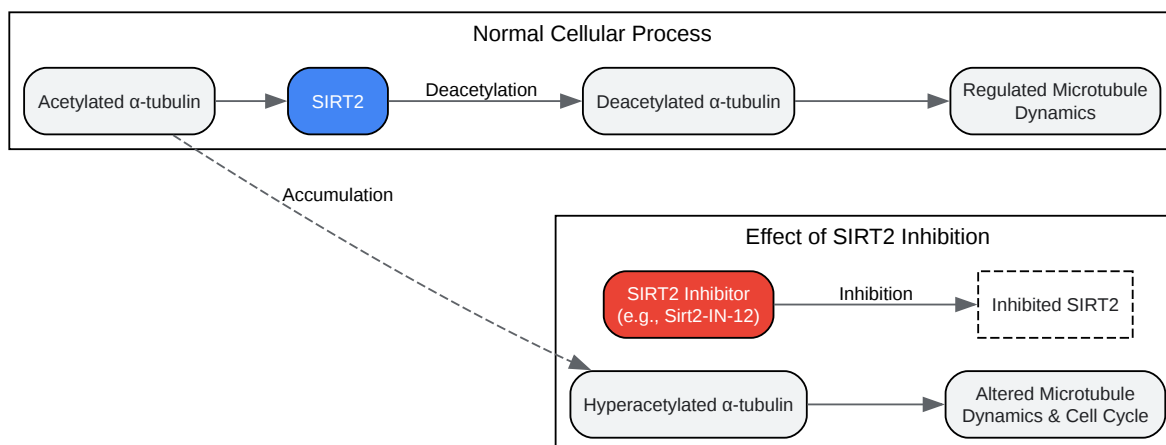 Normal Cellular Process
Acetylated α-tubulin
SIRT2
Deacetylation
Deacetylated α-tubulin
Regulated Microtubule
Dynamics
Accumulation
Effect of SIRT2 Inhibition
SIRT2 Inhibitor
(e.g., Sirt2-IN-12)
Inhibition
Inhibited SIRT2
Hyperacetylated α-tubulin
Altered Microtubule
Dynamics & Cell Cycle